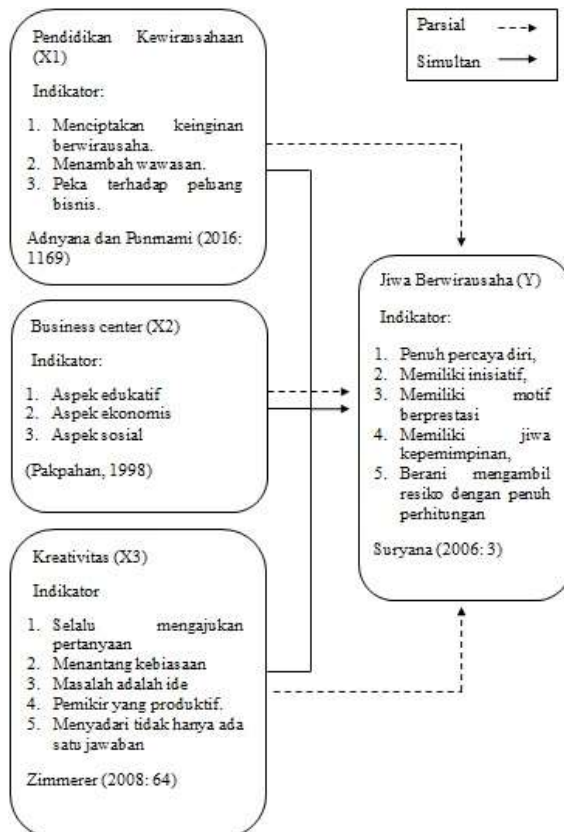 Pendidikan Kewirausahaan
(X1)
Indikator:
1. Menciptakan keinginan
berwirausaha.
2. Menambah wawasan.
3. Peka terhadap peluang
bisnis.
Adnyana dan Purnmami (2016:
1169)
Business center (X2)
Indikator:
1. Aspek edukatif
2. Aspek ekonomis
3. Aspek sosial
(Pakpahan, 1998)
Kreativitas (X3)
Indikator
1. Selalu mengajukan
pertanyaan
2. Menantang kebiasaan
3. Masalah adalah ide
4. Pemikir yang produktif.
5. Menyadari tidak hanya ada
satu jawaban
Zimmerer (2008: 64)
Parsial
Simultan
Jiwa Berwirausaha (Y)
Indikator:
1. Penuh percaya diri,
2. Memiliki inisiatif,
3. Memiliki motif
berprestasi
4. Memiliki jiwa
kepemimpinan,
5. Berani mengambil
resiko dengan penuh
perhitungan
Suryana (2006: 3)